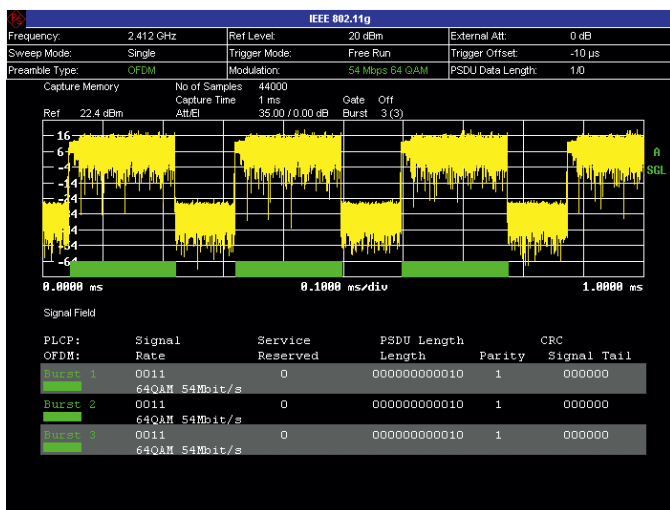 IEEE 802.11g
Frequency: 2.412 GHz Ref Level: 20 dBm External Att: 0 dB
Sweep Mode: Single Trigger Mode: Free Run Trigger Offset: -10 µs
Preamble Type: OFDM Modulation: 54 Mbps 64 QAM PSDU Data Length: 1/0
Capture Memory No of Samples 44000
Capture Time 1 ms Gate Off
Ref 22.4 dBm Att/El 35.00 / 0.00 dB Burst 3 (3)
16
6
-4
A
SGL
-14
-24
-64
0.0000 ms 0.1000 ms/div 1.0000 ms
Signal Field
PLCP: Signal Service PSDU Length CRC
OFDM: Rate Reserved Length Parity Signal Tail
Burst 1 0011 0 000000000010 1 000000
64QAM 54Mbit/s
Burst 2 0011 0 000000000010 1 000000
64QAM 54Mbit/s
Burst 3 0011 0 000000000010 1 000000
64QAM 54Mbit/s